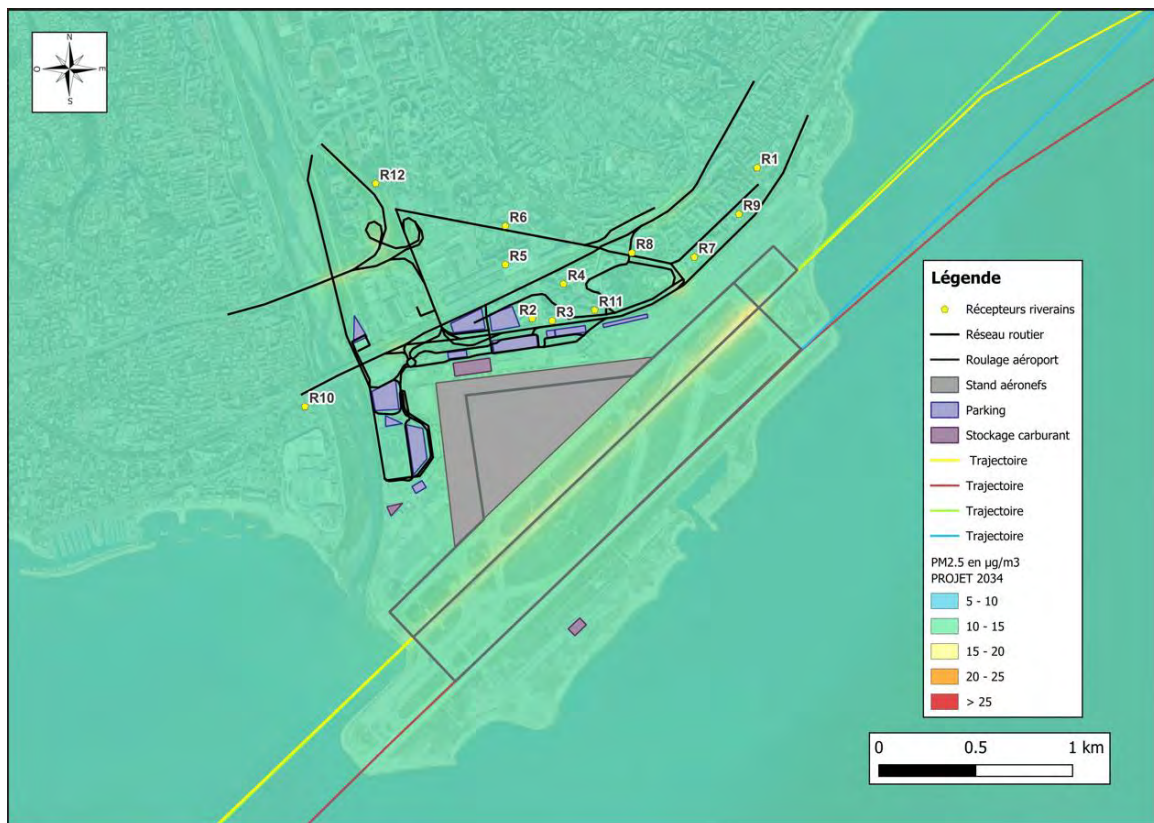 N
O
E
S
R12
R1
R6
R9
R8
R5
R7
R4
R11
R2
R3
R10
Légende
Récepteurs riverains
Réseau routier
Roulage aéroport
Stand aéronefs
Parking
Stockage carburant
Trajectoire
Trajectoire
Trajectoire
Trajectoire
PM2.5 en µg/m3
PROJET 2034
5 - 10
10 - 15
15 - 20
20 - 25
> 25
0 0.5 1 km